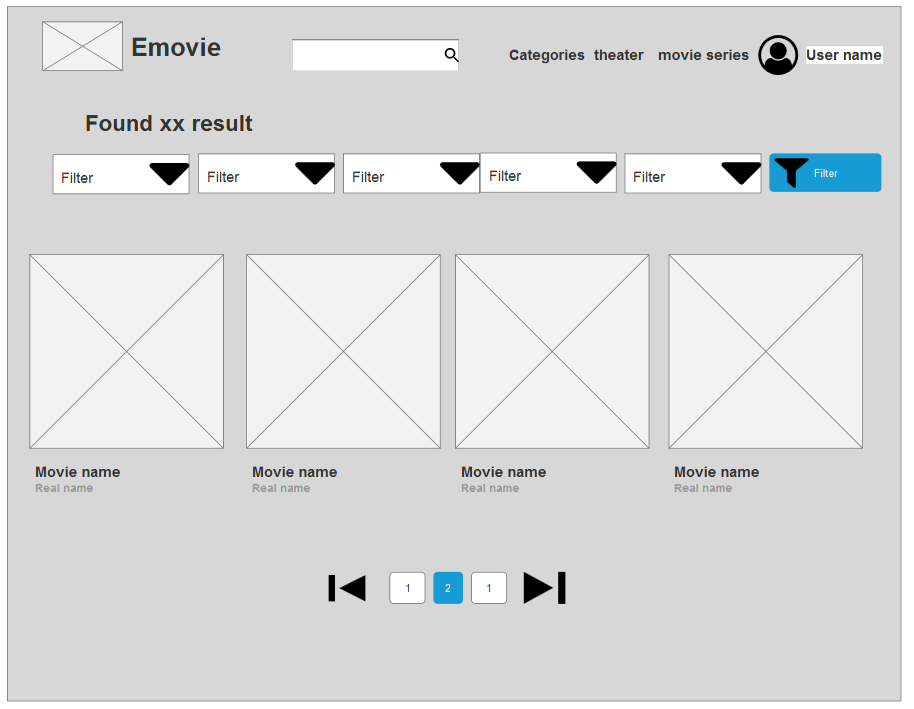 Emovie
Categories theater movie series User name
Found xx result
Filter Filter Filter Filter Filter Filter
Movie name Movie name Movie name Movie name
Real name Real name Real name Real name
1 2 1